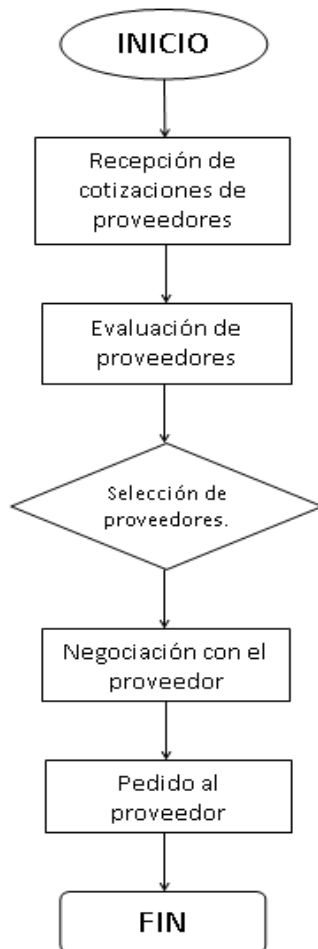 INICIO
Recepción de
cotizaciones de
proveedores
Evaluación de
proveedores
Selección de
proveedores.
Negociación con el
proveedor
Pedido al
proveedor
FIN